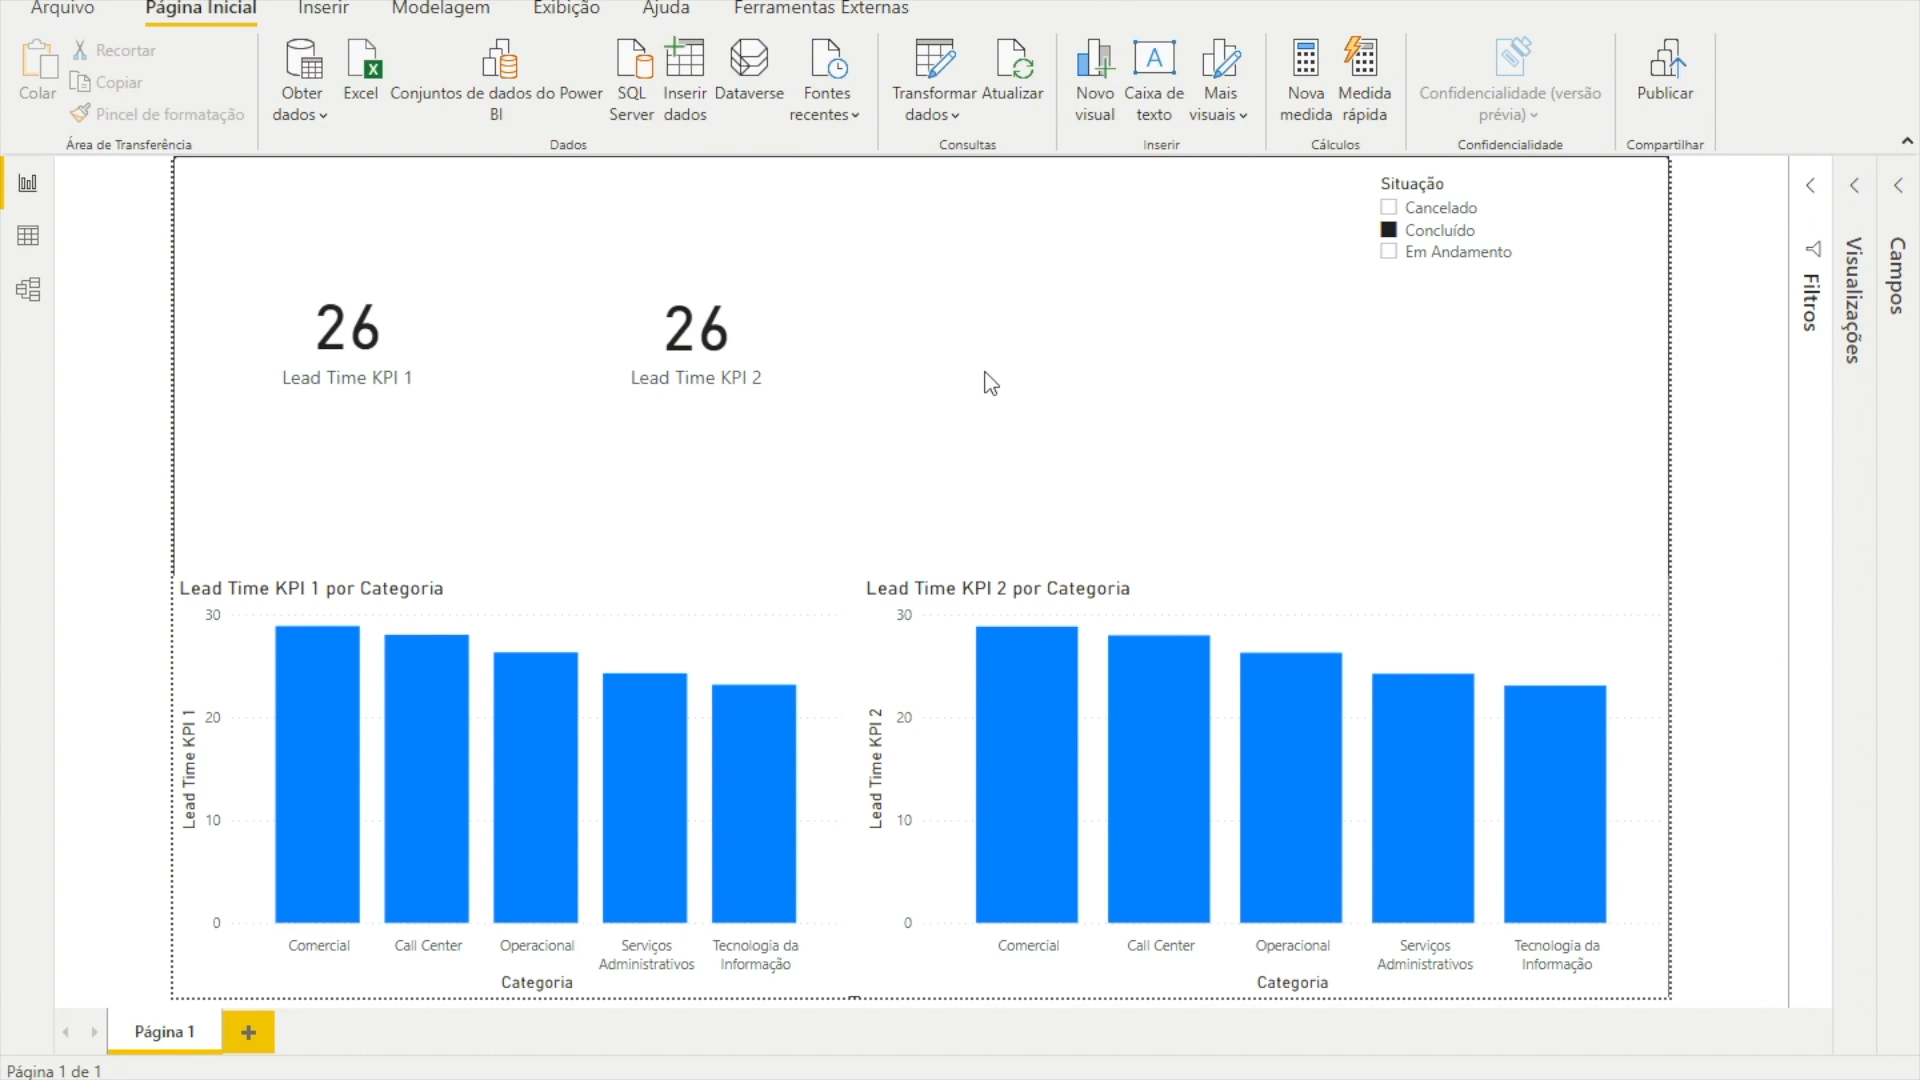 Arquivo
Página Inicial
Inserir
Modelagem
Exibição
Ajuda
Ferramentas Externas
Colar
Recortar
Copiar
Pincel de formatação
Área de Transferência
Obter
dados
Excel
Conjuntos de dados do Power
BI
SQL
Server
Inserir
dados
Dataverse
Fontes
recentes
Dados
Transformar
dados
Atualizar
Consultas
Novo
visual
A
Caixa de
texto
Mais
visuais
Inserir
Nova
medida
Medida
rápida
Cálculos
Confidencialidade (versão
prévia)
Confidencialidade
Publicar
Compartilhar
Situação
Cancelado
Concluído
Em Andamento
26
Lead Time KPI 1
26
Lead Time KPI 2
Filtros
Visualizações
Campos
Lead Time KPI 1 por Categoria
30
20
10
0
Lead Time KPI 1
Comercial
Call Center
Operacional
Serviços
Administrativos
Tecnologia da
Informação
Categoria
Lead Time KPI 2 por Categoria
30
20
10
0
Lead Time KPI 2
Comercial
Call Center
Operacional
Serviços
Administrativos
Tecnologia da
Informação
Categoria
Página 1
Página 1 de 1